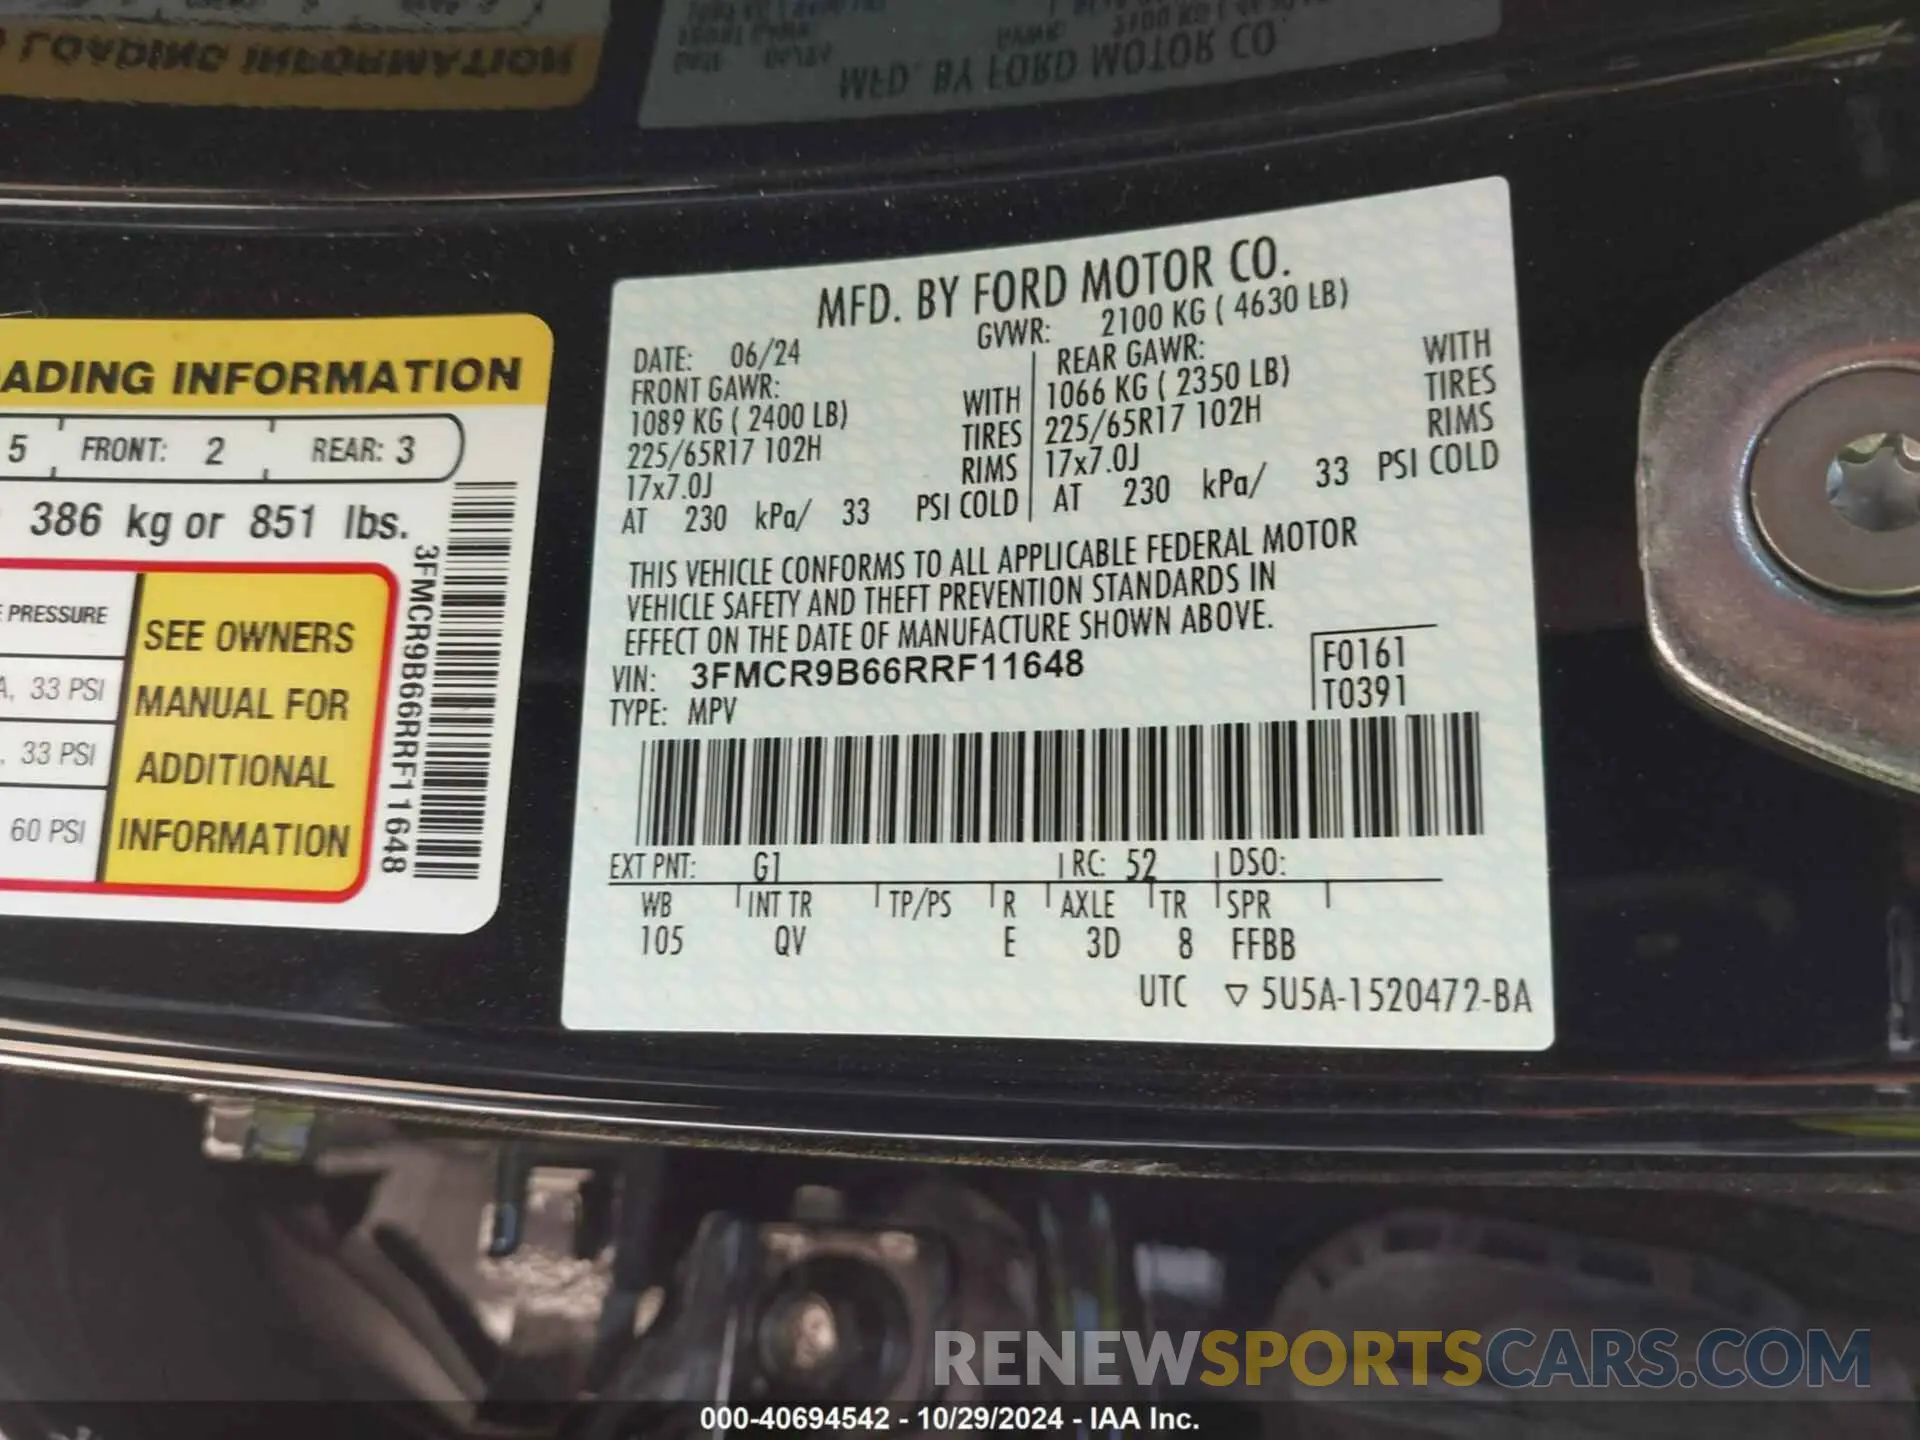 ADING INFORMATION
5 FRONT: 2 REAR: 3
386 kg or 851 lbs.
PRESSURE
33 PSI
33 PSI
60 PSI
SEE OWNERS
MANUAL FOR
ADDITIONAL
INFORMATION
3FMCR9B66RRF11648
MFD. BY FORD MOTOR CO.
DATE: 06/24 GVWR: 2100 KG ( 4630 LB)
FRONT GAWR: REAR GAWR:
1089 KG ( 2400 LB) WITH 1066 KG ( 2350 LB) WITH
225/65R17 102H TIRES 225/65R17 102H TIRES
17x7.0J RIMS 17x7.0J RIMS
AT 230 kPa/ 33 PSI COLD AT 230 kPa/ 33 PSI COLD
THIS VEHICLE CONFORMS TO ALL APPLICABLE FEDERAL MOTOR
VEHICLE SAFETY AND THEFT PREVENTION STANDARDS IN
EFFECT ON THE DATE OF MANUFACTURE SHOWN ABOVE.
VIN: 3FMCR9B66RRF11648 F0161
TYPE: MPV T0391
EXT PNT: G1 RC: 52 DSO:
WB INT TR TP/PS R AXLE TR SPR
105 QV E 3D 8 FFBB
UTC ▽ 5U5A-1520472-BA
RENEWSPORTSCARS.COM
000-40694542 - 10/29/2024 - IAA Inc.